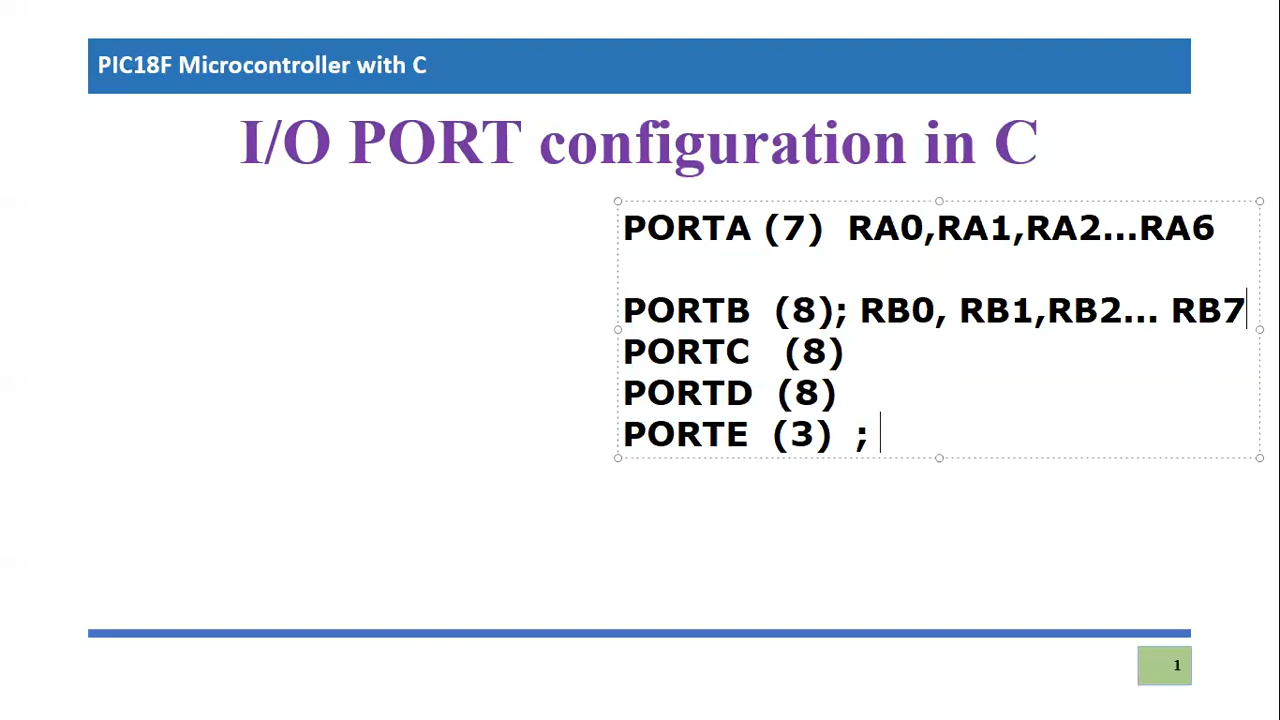 PIC18F Microcontroller with C
I/O PORT configuration in C
PORTA (7) RA0,RA1,RA2...RA6
PORTB (8); RB0, RB1,RB2... RB7
PORTC (8)
PORTD (8)
PORTE (3) ;
1